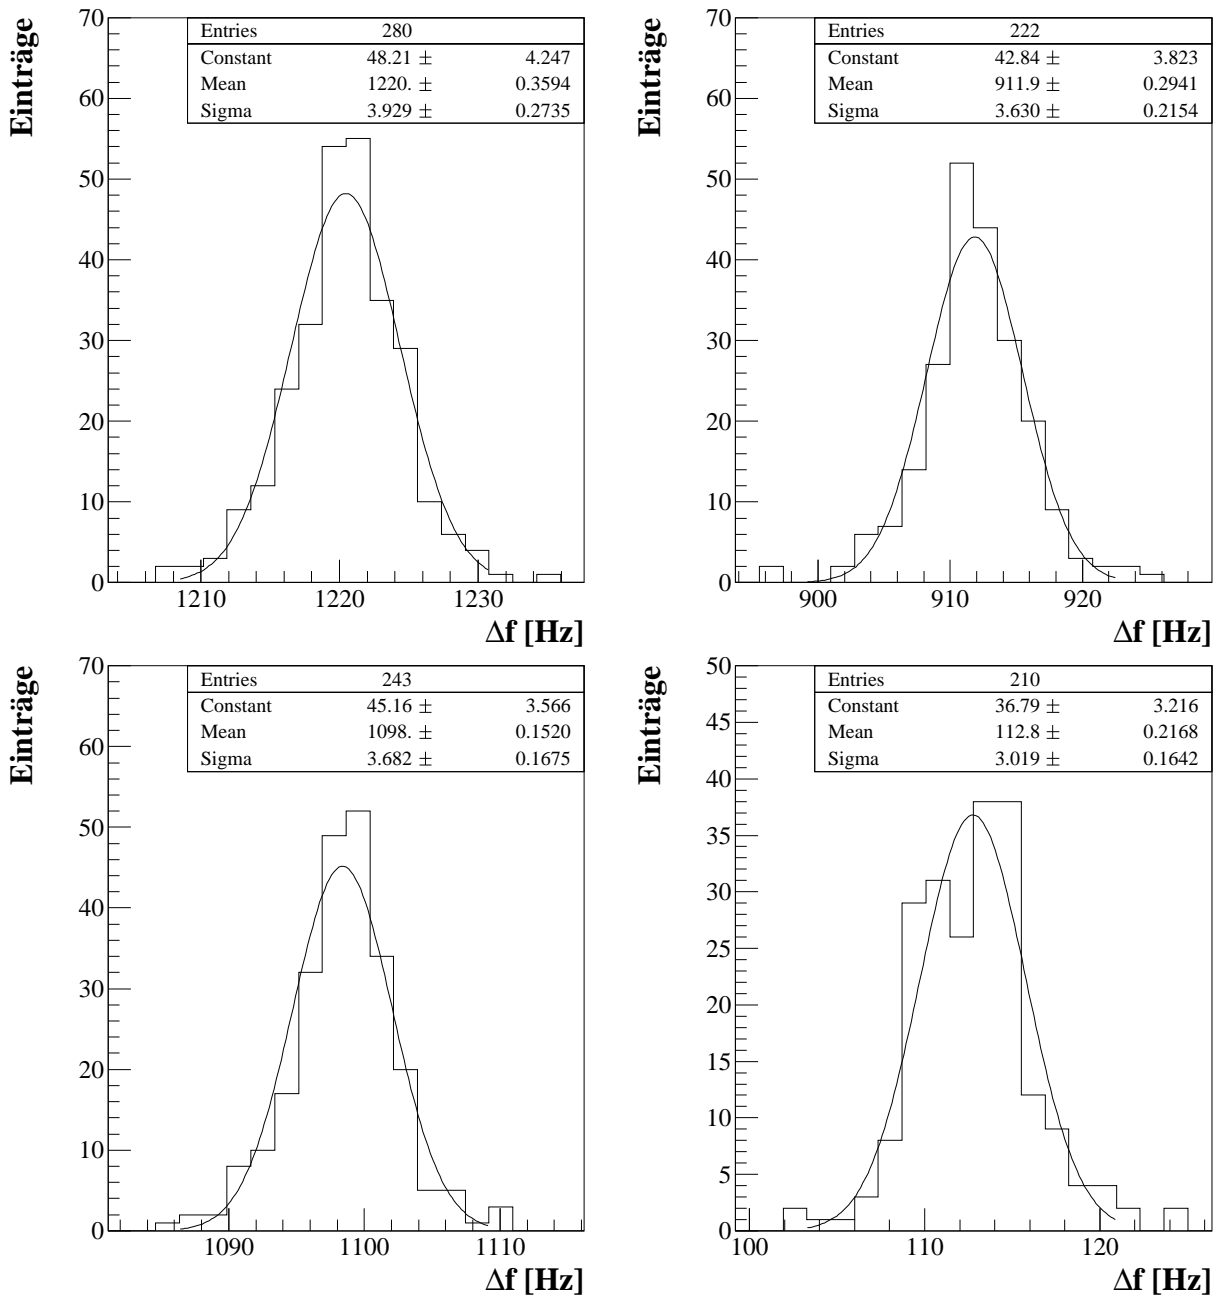 Einträge
Entries 280
Constant 48.21 ± 4.247
Mean 1220. ± 0.3594
Sigma 3.929 ± 0.2735
70
60
50
40
30
20
10
0
1210 1220 1230
Δf [Hz]
Einträge
Entries 222
Constant 42.84 ± 3.823
Mean 911.9 ± 0.2941
Sigma 3.630 ± 0.2154
70
60
50
40
30
20
10
0
900 910 920
Δf [Hz]
Einträge
Entries 243
Constant 45.16 ± 3.566
Mean 1098. ± 0.1520
Sigma 3.682 ± 0.1675
70
60
50
40
30
20
10
0
1090 1100 1110
Δf [Hz]
Einträge
Entries 210
Constant 36.79 ± 3.216
Mean 112.8 ± 0.2168
Sigma 3.019 ± 0.1642
50
45
40
35
30
25
20
15
10
5
0
100 110 120
Δf [Hz]